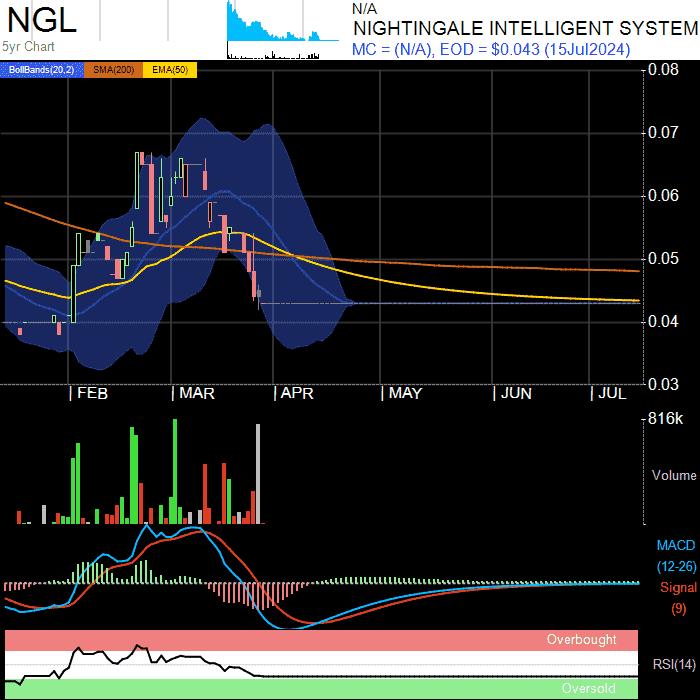 NGL
5yr Chart
N/A
NIGHTINGALE INTELLIGENT SYSTEM
MC = (N/A), EOD = $0.043 (15Jul2024)
BollBands(20,2) SMA(200) EMA(50)
0.08
0.07
0.06
0.05
0.04
0.03
FEB MAR APR MAY JUN JUL
816k
Volume
MACD
(12-26)
Signal
(9)
Overbought
RSI(14)
Oversold